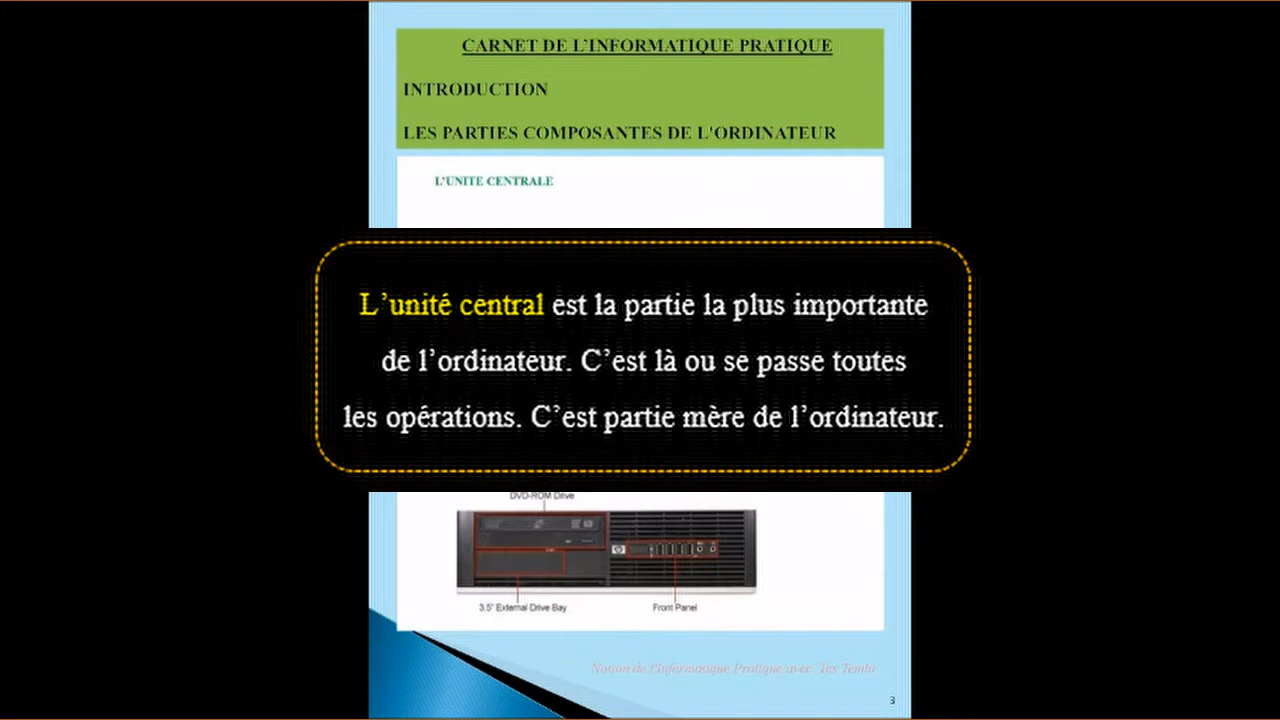 CARNET DE L'INFORMATIQUE PRATIQUE
INTRODUCTION
LES PARTIES COMPOSANTES DE L'ORDINATEUR
L'UNITE CENTRALE
L'unité central est la partie la plus importante
de l'ordinateur. C'est là ou se passe toutes
les opérations. C'est partie mère de l'ordinateur.
DVD-ROM Drive
3.5" External Drive Bay
Front Panel
Notion de l'informatique Pratique avec Tex Tembi
3